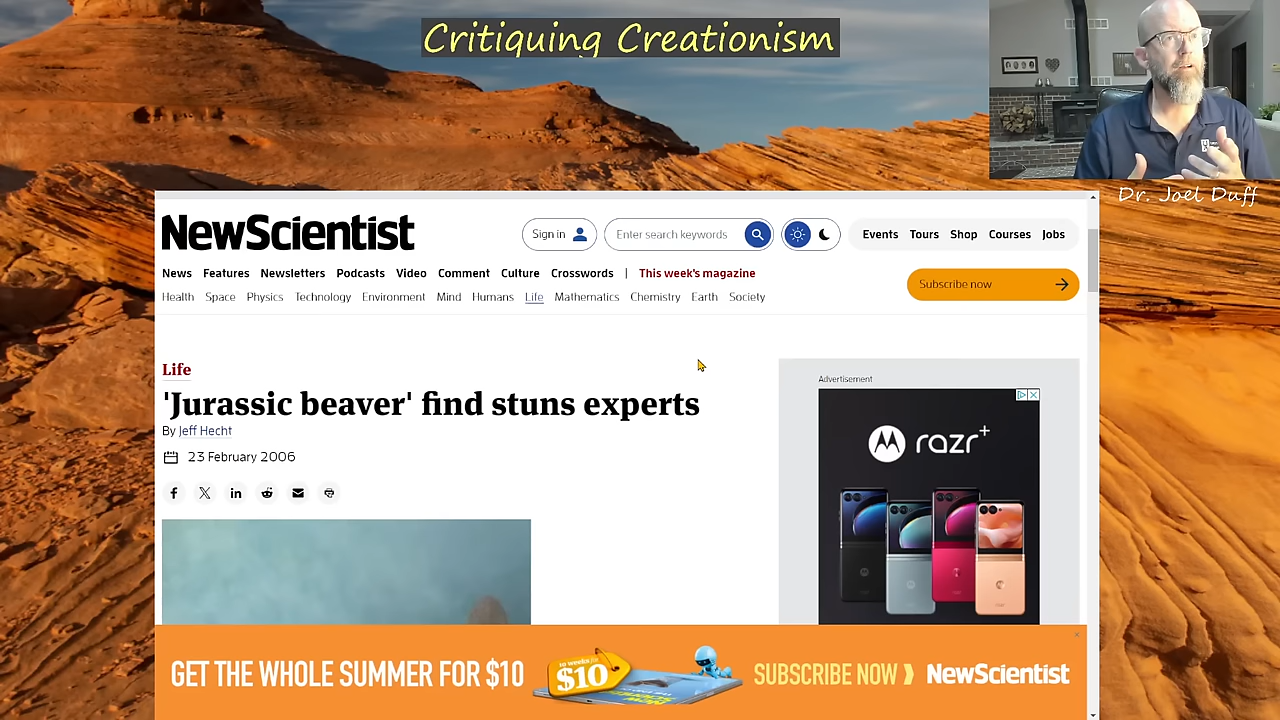 Critiquing Creationism
Dr. Joel Duff
NewScientist
Sign in
Enter search keywords
Events Tours Shop Courses Jobs
News Features Newsletters Podcasts Video Comment Culture Crosswords | This week's magazine
Subscribe now
Health Space Physics Technology Environment Mind Humans Life Mathematics Chemistry Earth Society
Life
'Jurassic beaver' find stuns experts
By Jeff Hecht
23 February 2006
Advertisement
razr+
GET THE WHOLE SUMMER FOR $10
10 weeks for
$10
SUBSCRIBE NOW
NewScientist